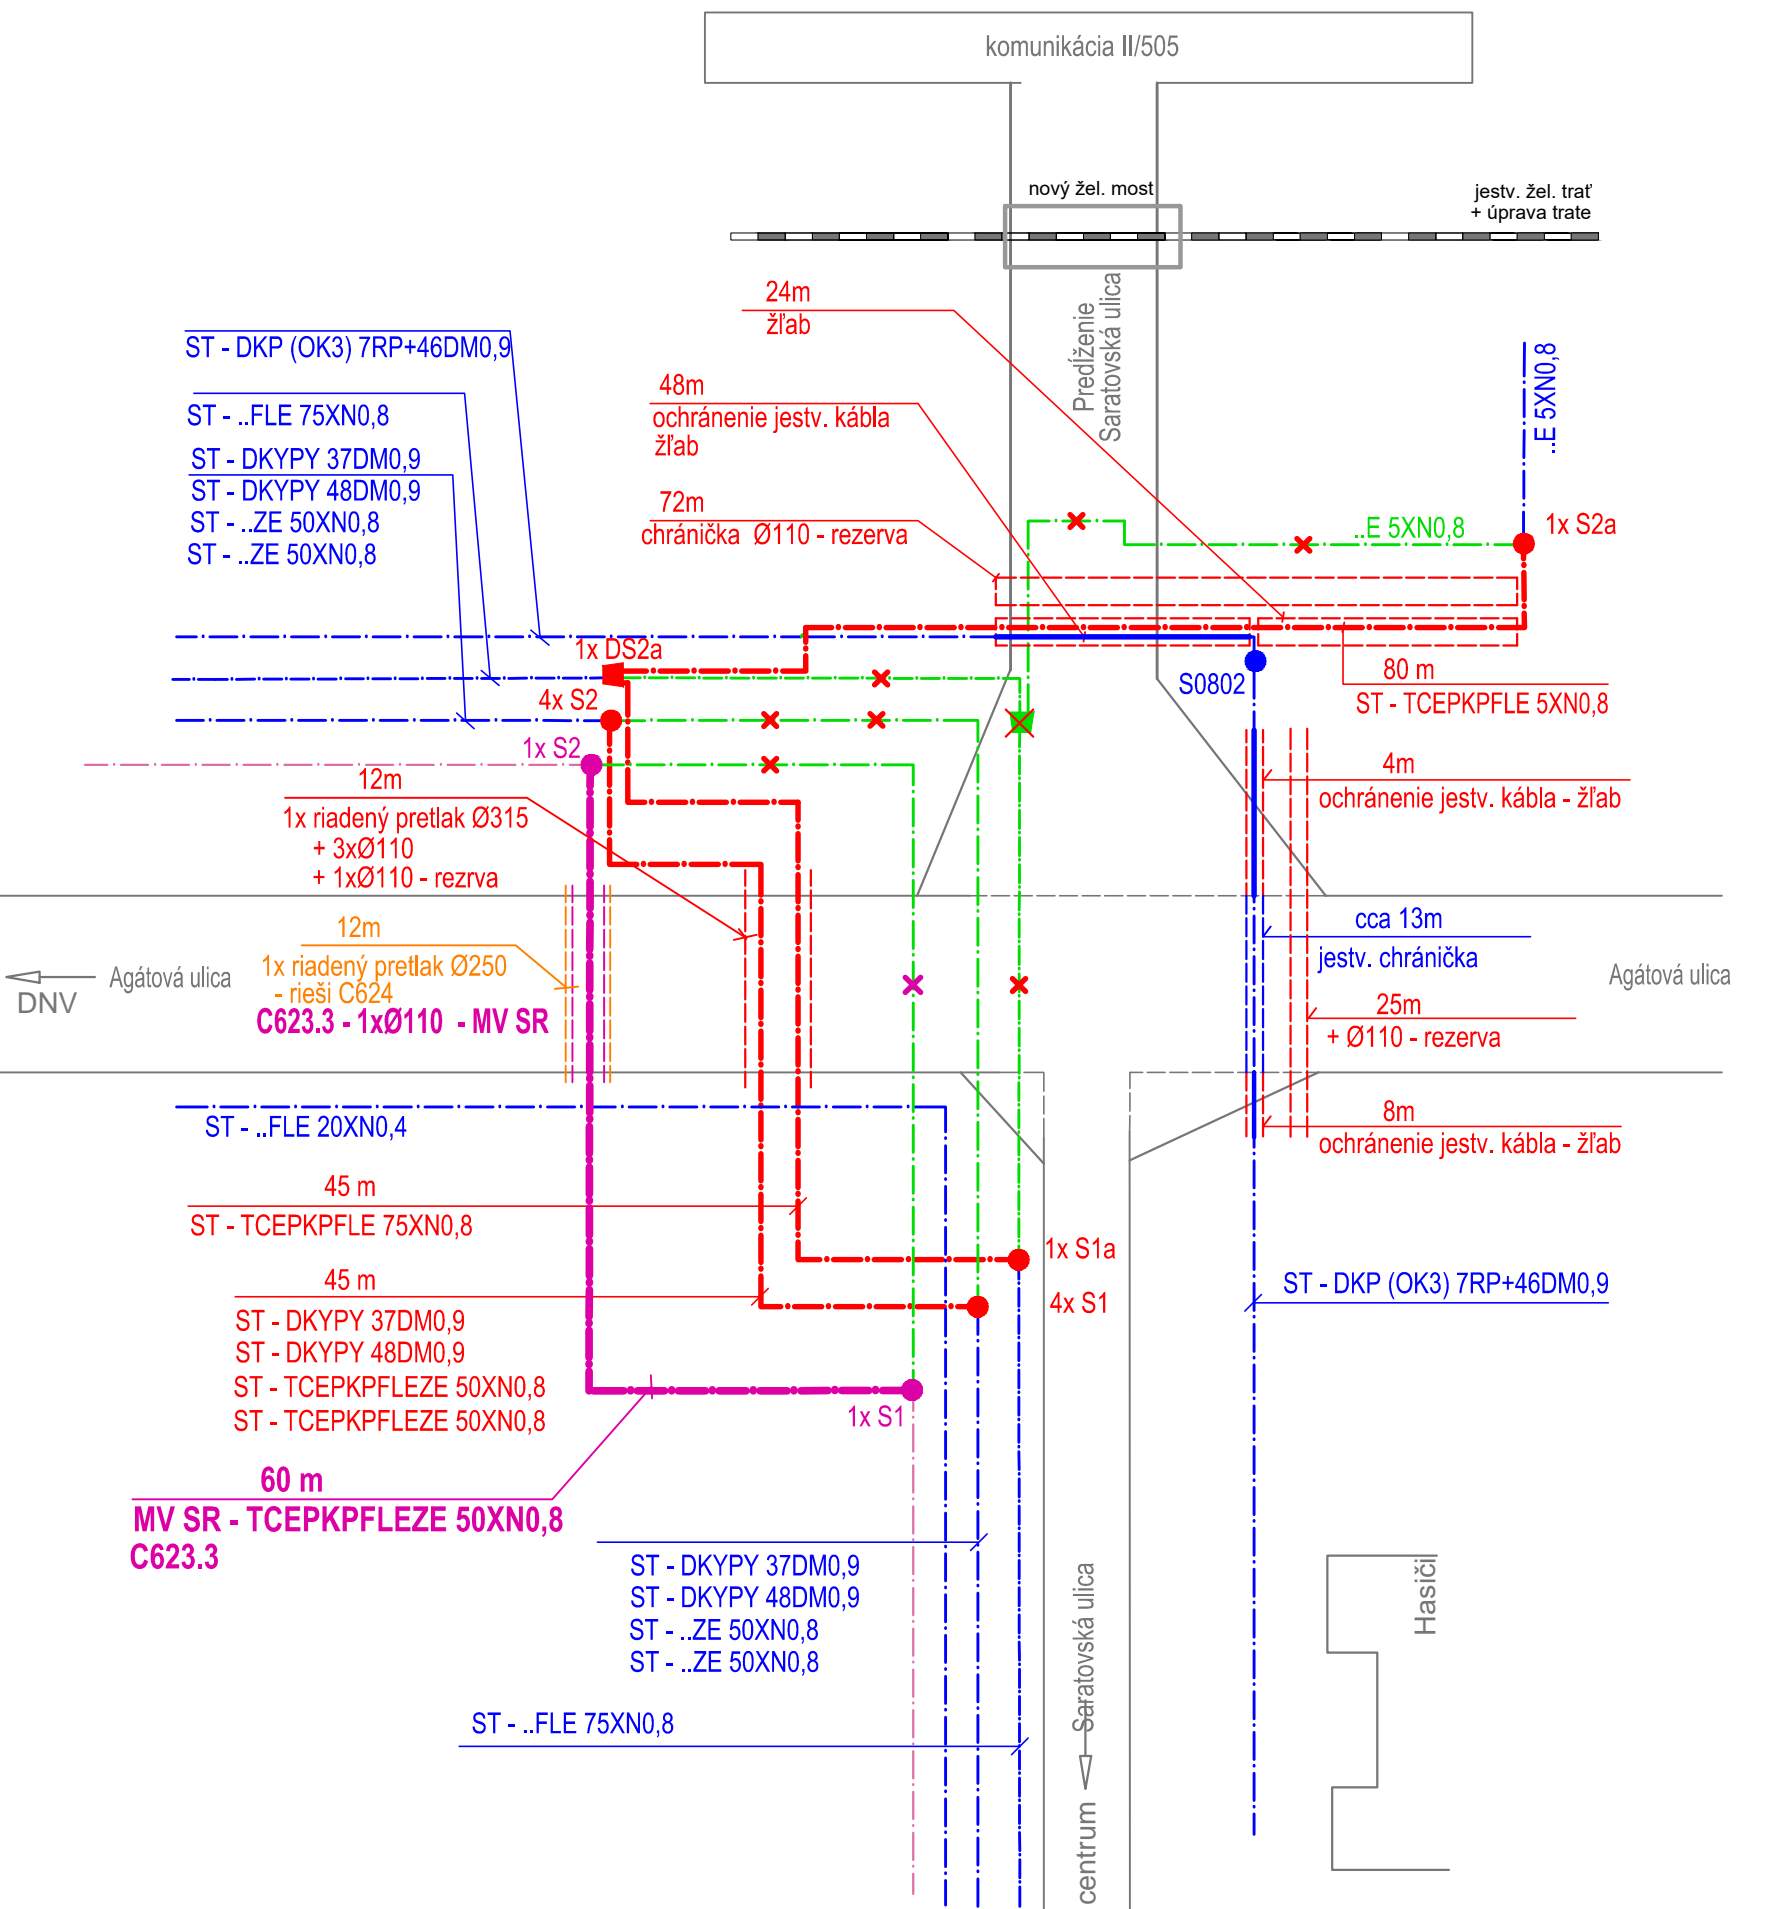 komunikácia II/505
nový žel. most
jestv. žel. trať
+ úprava trate
Predĺženie
Saratovská ulica
24m
žľab
ST - DKP (OK3) 7RP+46DM0,9
48m
ochránenie jestv. kábla
žľab
ST - ..FLE 75XN0,8
ST - DKYPY 37DM0,9
ST - DKYPY 48DM0,9
ST - ..ZE 50XN0,8
ST - ..ZE 50XN0,8
72m
chránička Ø110 - rezerva
..E 5XN0,8
..E 5XN0,8
1x S2a
1x DS2a
4x S2
1x S2
S0802
80 m
ST - TCEPKPFLE 5XN0,8
12m
1x riadený pretlak Ø315
+ 3xØ110
+ 1xØ110 - rezrva
4m
ochránenie jestv. kábla - žľab
12m
1x riadený pretlak Ø250
- rieši C624
C623.3 - 1xØ110 - MV SR
Agátová ulica
DNV
cca 13m
jestv. chránička
Agátová ulica
25m
+ Ø110 - rezerva
8m
ochránenie jestv. kábla - žľab
ST - ..FLE 20XN0,4
45 m
ST - TCEPKPFLE 75XN0,8
1x S1a
45 m
ST - DKYPY 37DM0,9
ST - DKYPY 48DM0,9
ST - TCEPKPFLEZE 50XN0,8
ST - TCEPKPFLEZE 50XN0,8
4x S1
ST - DKP (OK3) 7RP+46DM0,9
1x S1
60 m
MV SR - TCEPKPFLEZE 50XN0,8
C623.3
ST - DKYPY 37DM0,9
ST - DKYPY 48DM0,9
ST - ..ZE 50XN0,8
ST - ..ZE 50XN0,8
Saratovská ulica
Hasiči
ST - ..FLE 75XN0,8
centrum